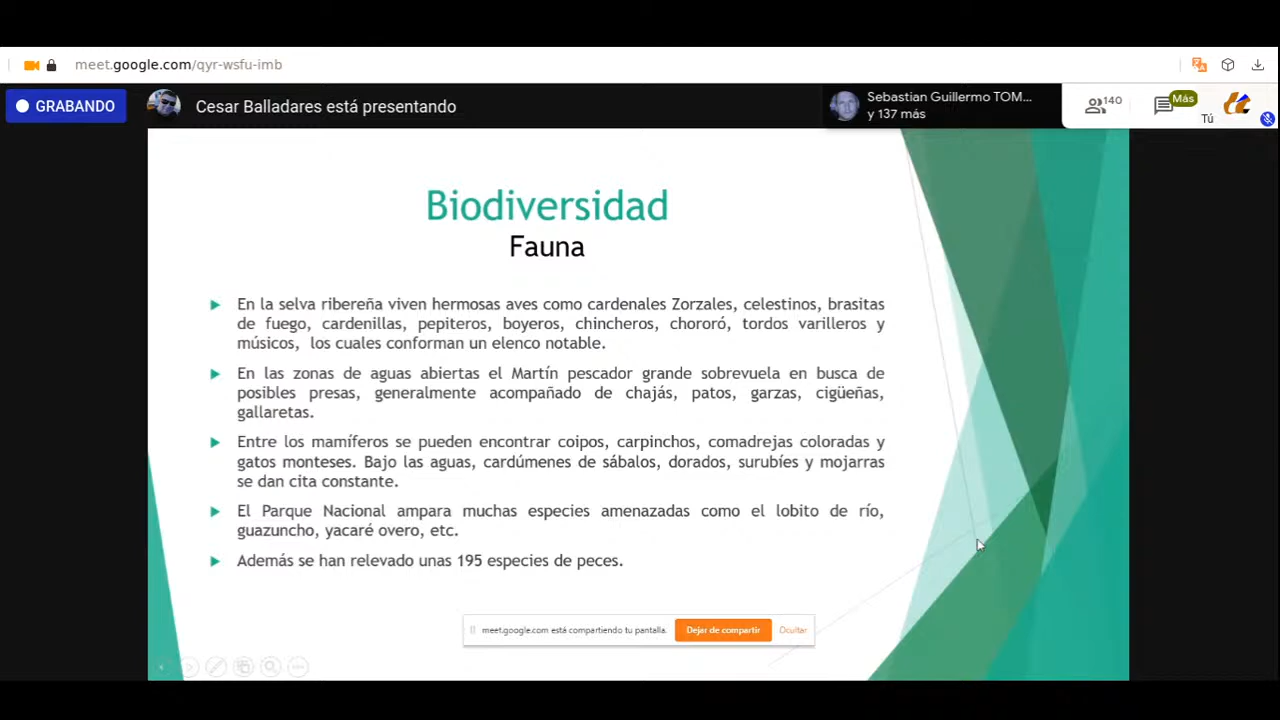 meet.google.com/qyr-wsfu-imb
GRABANDO
Cesar Balladares está presentando
Sebastian Guillermo TOM...
y 137 más
140
Más
Tú
Biodiversidad
Fauna
En la selva ribereña viven hermosas aves como cardenales Zorzales, celestinos, brasitas
de fuego, cardenillas, pepiteros, boyeros, chincheros, chororó, tordos varilleros y
músicos, los cuales conforman un elenco notable.
En las zonas de aguas abiertas el Martín pescador grande sobrevuela en busca de
posibles presas, generalmente acompañado de chajás, patos, garzas, cigüeñas,
gallaretas.
Entre los mamíferos se pueden encontrar coipos, carpinchos, comadrejas coloradas y
gatos monteses. Bajo las aguas, cardúmenes de sábalos, dorados, surubíes y mojarras
se dan cita constante.
El Parque Nacional ampara muchas especies amenazadas como el lobito de río,
guazuncho, yacaré overo, etc.
Además se han relevado unas 195 especies de peces.
meet.google.com está compartiendo tu pantalla.
Dejar de compartir
Ocultar